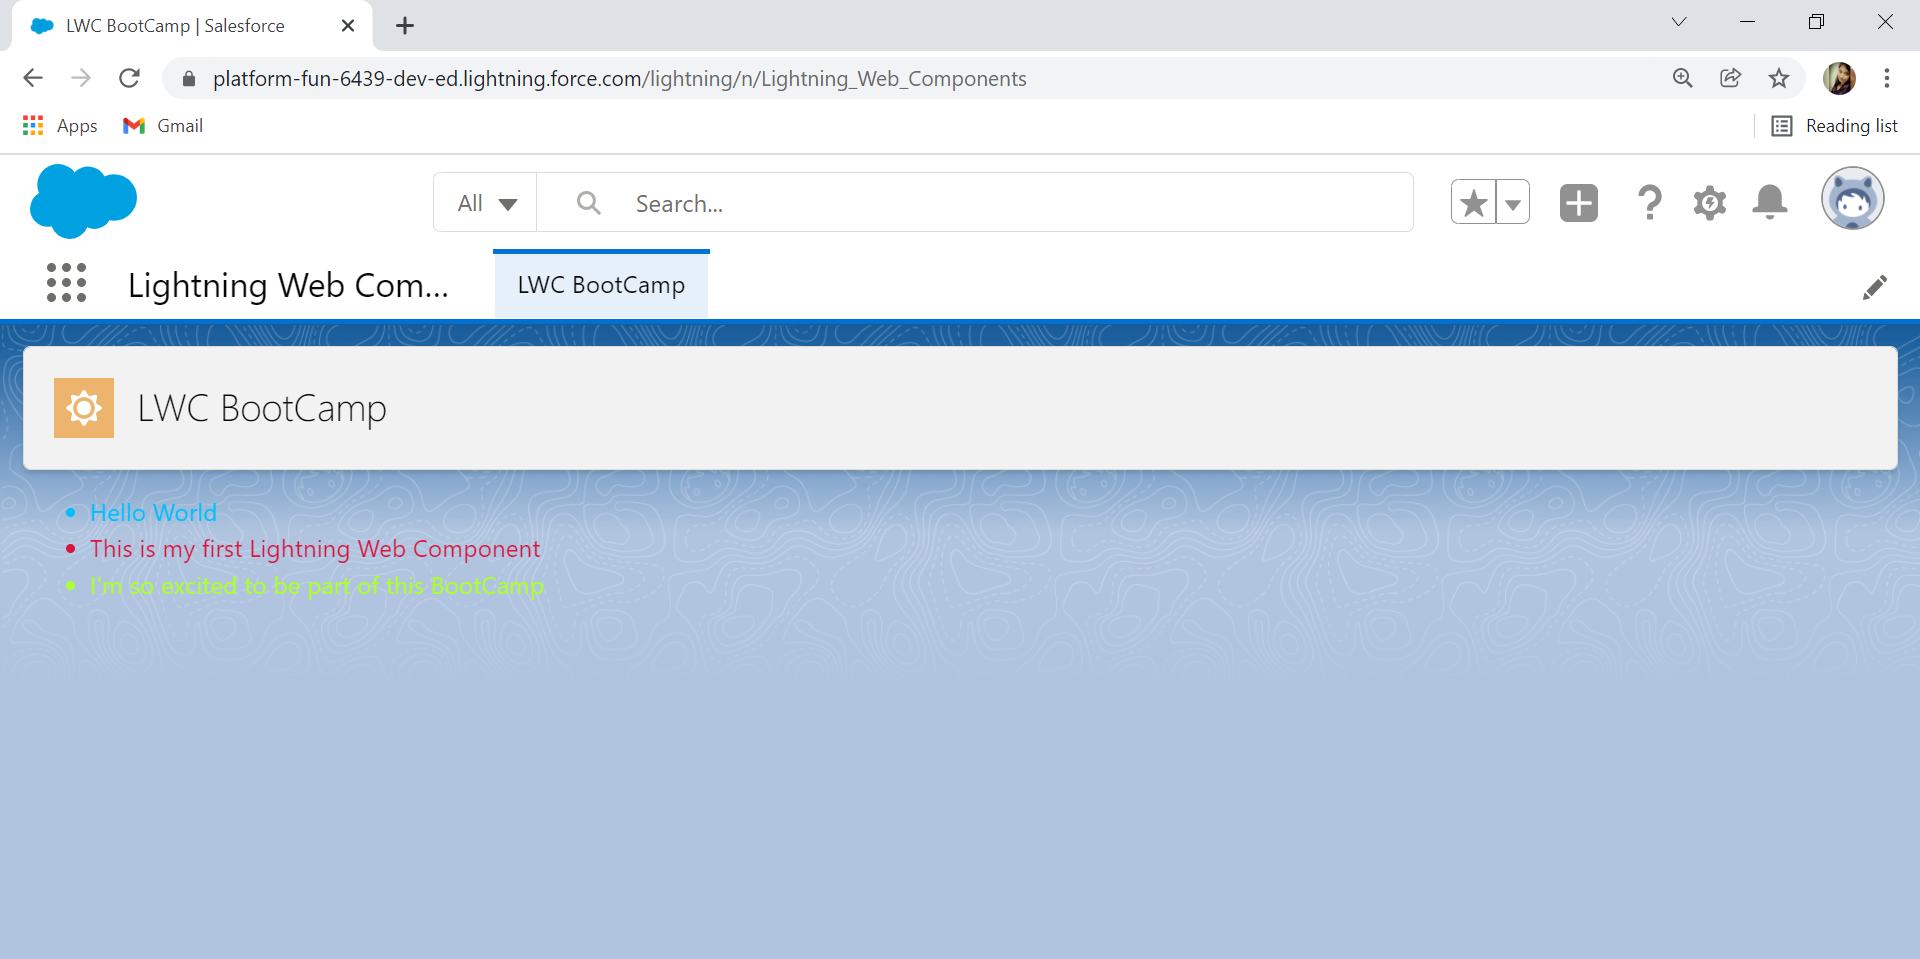 LWC BootCamp | Salesforce
platform-fun-6439-dev-ed.lightning.force.com/lightning/n/Lightning_Web_Components
Apps
Gmail
Reading list
All
Search...
Lightning Web Com...
LWC BootCamp
LWC BootCamp
Hello World
This is my first Lightning Web Component
I'm so excited to be part of this BootCamp